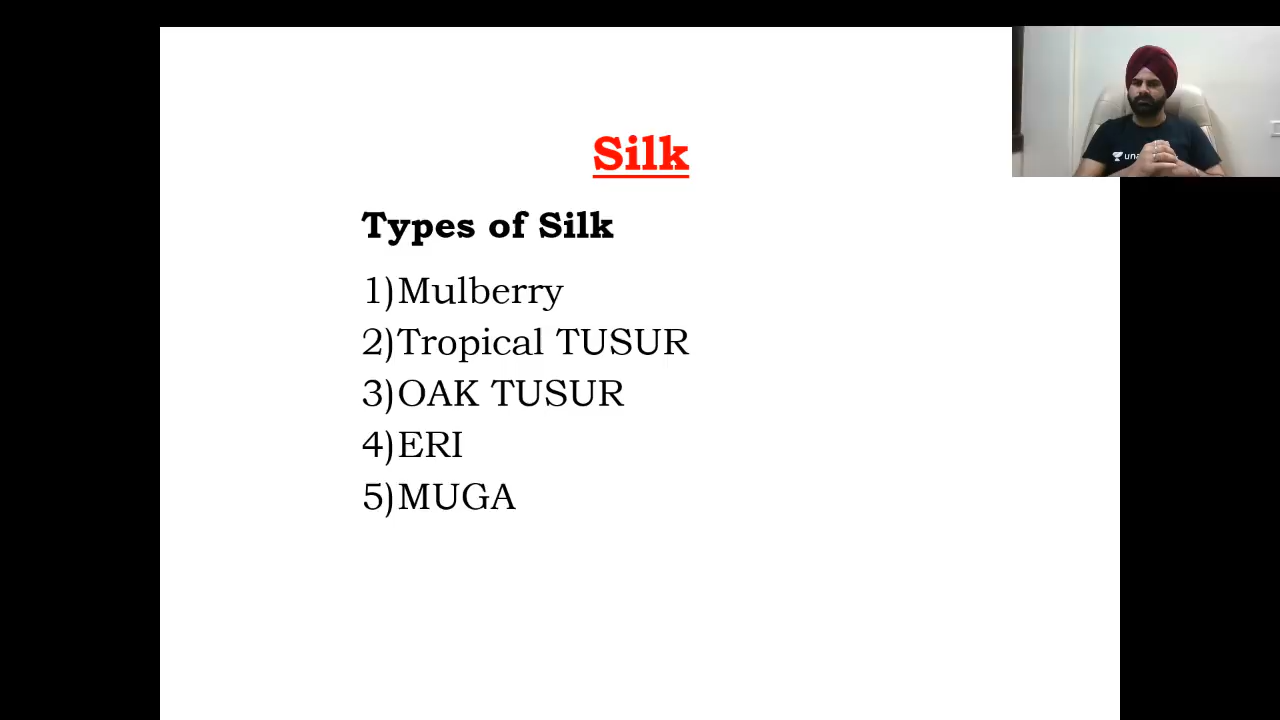 Silk
Types of Silk
1)Mulberry
2)Tropical TUSUR
3)OAK TUSUR
4)ERI
5)MUGA